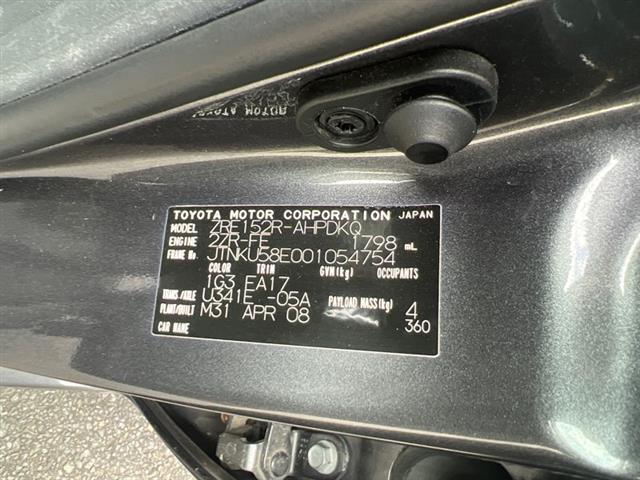 TOYOTA MOTOR CORPORATION JAPAN
MODEL ZRE152R-AHPDKQ
ENGINE 2ZR-FE 1798 mL
FRAME No. JTNKU58E001054754
COLOR TRIM GVM(kg) OCCUPANTS
1G3 EA17
TRANS/AXLE U341E -05A PAYLOAD MASS(kg) 4
PLANT/BUILT M31 APR 08 360
CAR NAME